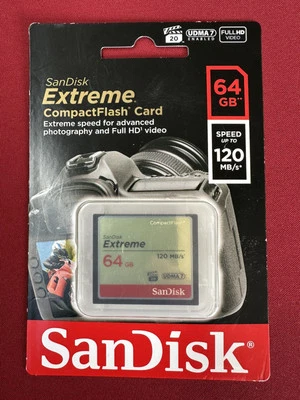 20
UDMA 7
ENABLED
FULL HD
VIDEO
SanDisk
Extreme®
CompactFlash® Card
Extreme speed for advanced
photography and Full HD¹ video
64
GB**
SPEED
UP TO
120
MB/s*
CompactFlash
SanDisk
Extreme
64 GB
120 MB/s
UDMA 7
SanDisk
SanDisk®